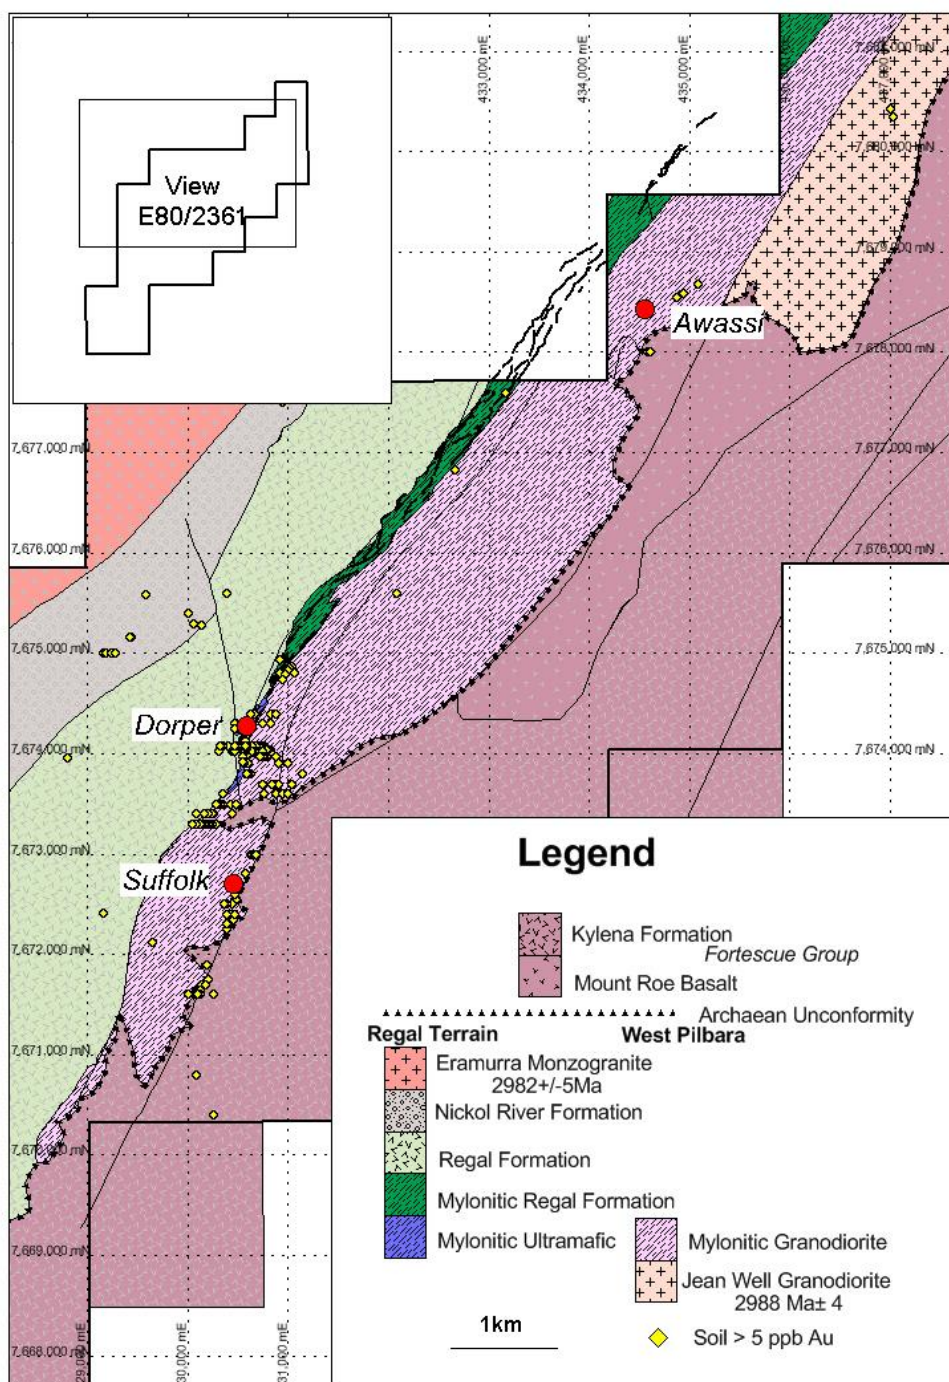 View
E80/2361
433,000 mE
434,000 mE
435,000 mE
7,680,000 mN
7,679,000 mN
Awassi
7,678,000 mN
7,677,000 mN
7,677,000 mN
7,676,000 mN
7,676,000 mN
7,675,000 mN
7,675,000 mN
Dorper
7,674,000 mN
7,674,000 mN
7,673,000 mN
Suffolk
7,672,000 mN
7,671,000 mN
7,670,000 mN
7,669,000 mN
7,668,000 mN
Legend
Kylena Formation
Fortescue Group
Mount Roe Basalt
Archaean Unconformity
Regal Terrain
West Pilbara
Eramurra Monzogranite
2982+/-5Ma
Nickol River Formation
Regal Formation
Mylonitic Regal Formation
Mylonitic Ultramafic
Mylonitic Granodiorite
Jean Well Granodiorite
2988 Ma± 4
Soil > 5 ppb Au
1km